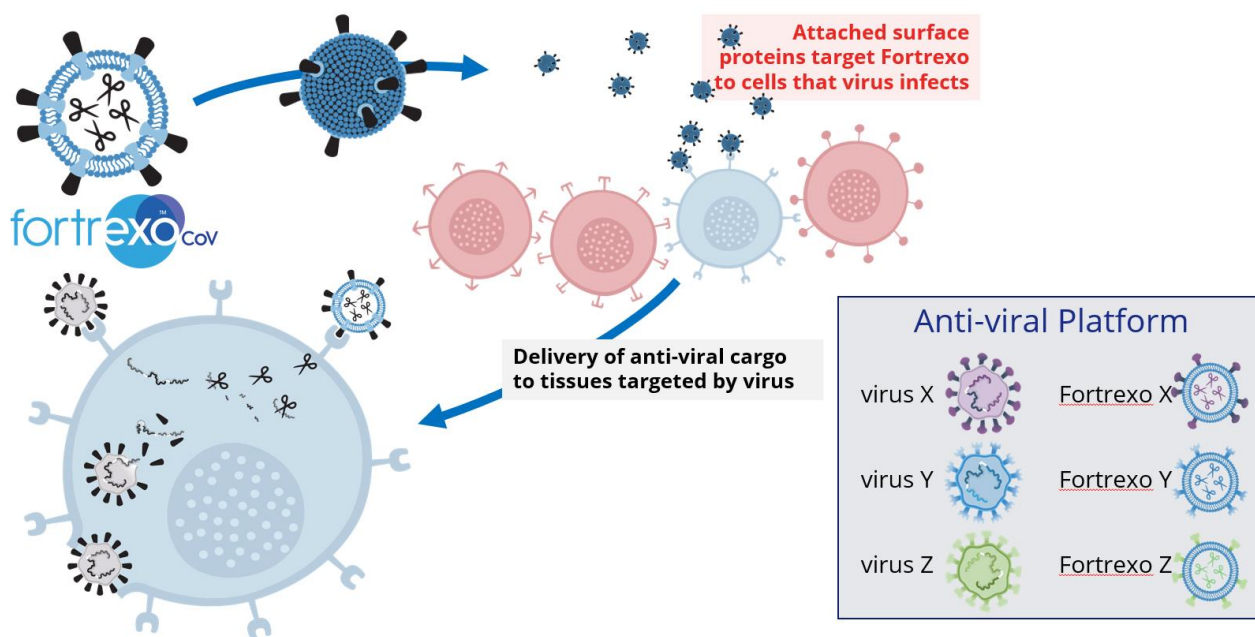 Attached surface
proteins target Fortrexo
to cells that virus infects
fortrexo™ CoV
Delivery of anti-viral cargo
to tissues targeted by virus
Anti-viral Platform
virus X Fortrexo X
virus Y Fortrexo Y
virus Z Fortrexo Z